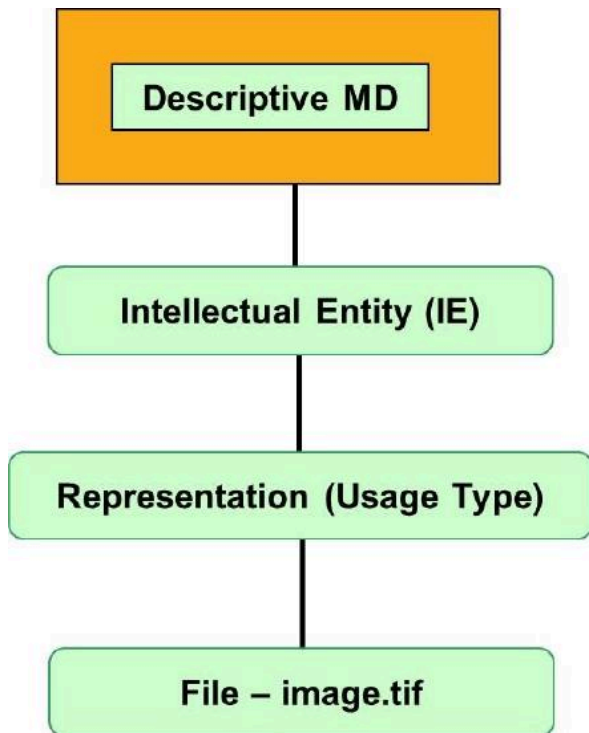 Descriptive MD
Intellectual Entity (IE)
Representation (Usage Type)
File – image.tif